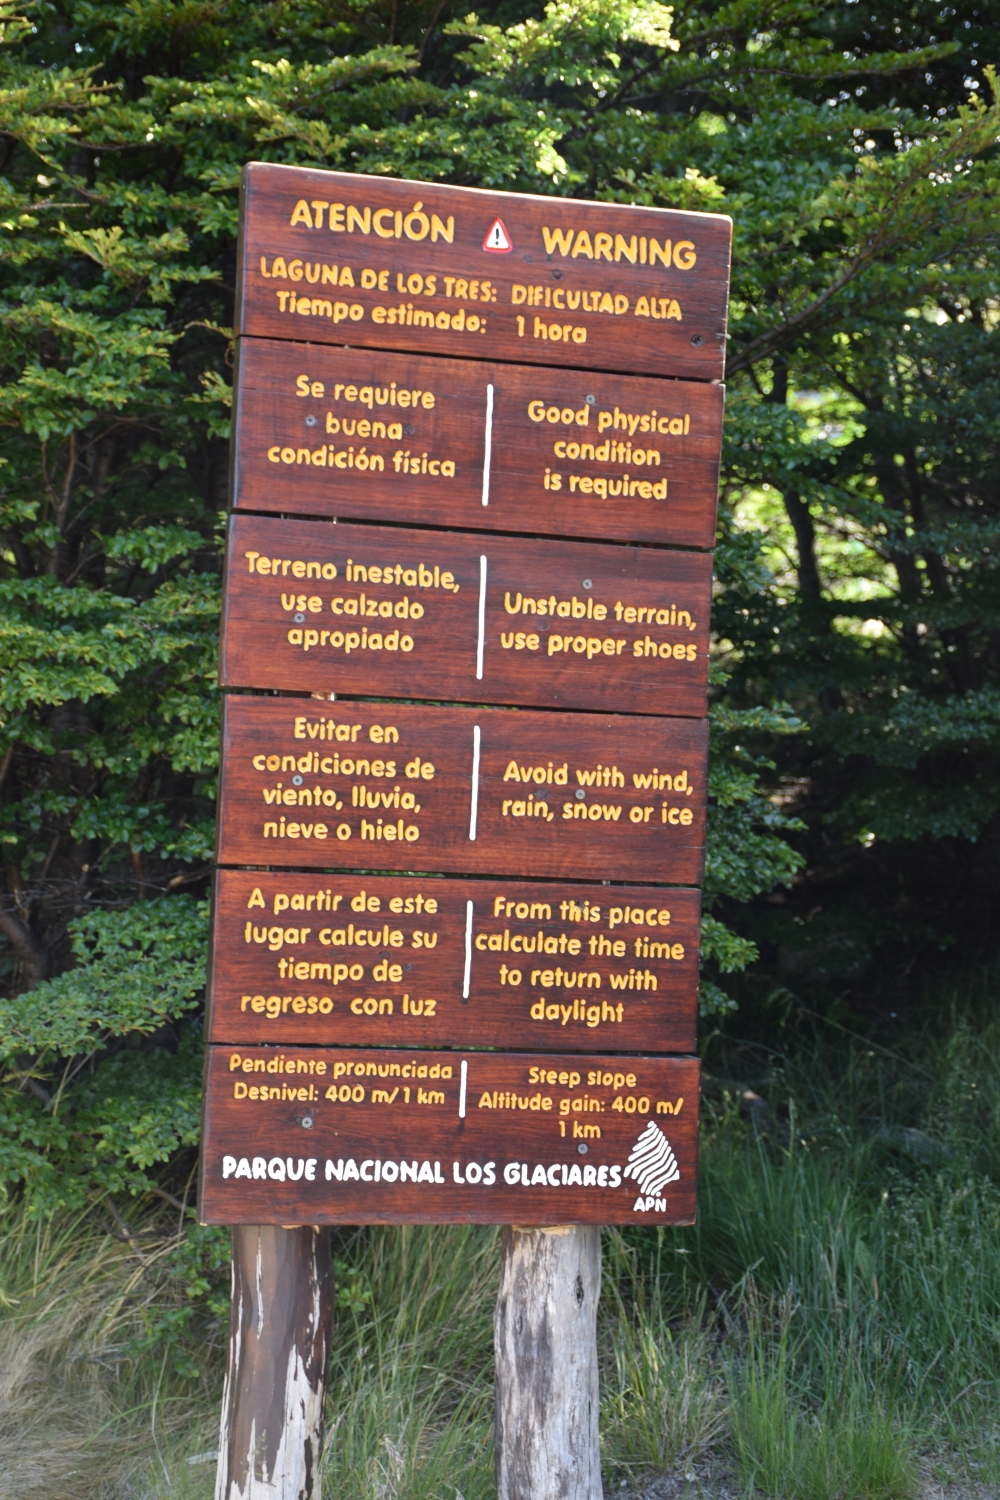 ATENCIÓN WARNING
LAGUNA DE LOS TRES: DIFICULTAD ALTA
Tiempo estimado: 1 hora
Se requiere
buena
condición física
Good physical
condition
is required
Terreno inestable,
use calzado
apropiado
Unstable terrain,
use proper shoes
Evitar en
condiciones de
viento, lluvia,
nieve o hielo
Avoid with wind,
rain, snow or ice
A partir de este
lugar calcule su
tiempo de
regreso con luz
From this place
calculate the time
to return with
daylight
Pendiente pronunciada
Desnivel: 400 m/1 km
Steep slope
Altitude gain: 400 m/
1 km
PARQUE NACIONAL LOS GLACIARES
APN